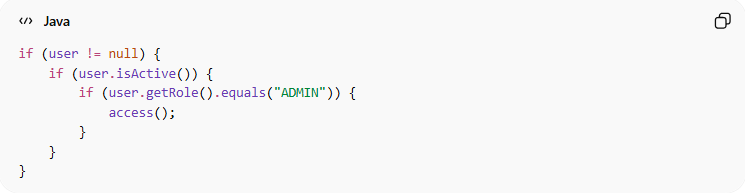 </> Java
if (user != null) {
    if (user.isActive()) {
        if (user.getRole().equals("ADMIN")) {
            access();
        }
    }
}